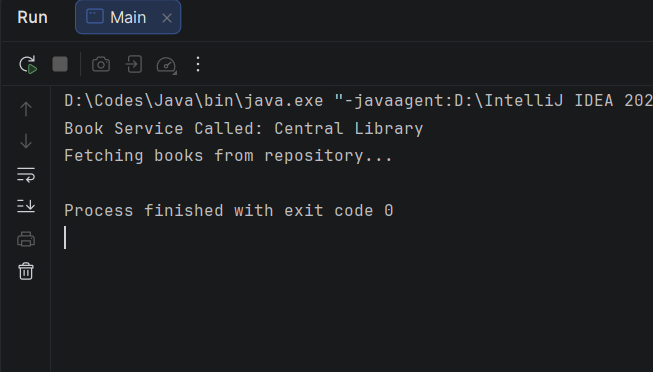 Run
Main
D:\Codes\Java\bin\java.exe "-javaagent:D:\IntelliJ IDEA 202
Book Service Called: Central Library
Fetching books from repository...
Process finished with exit code 0